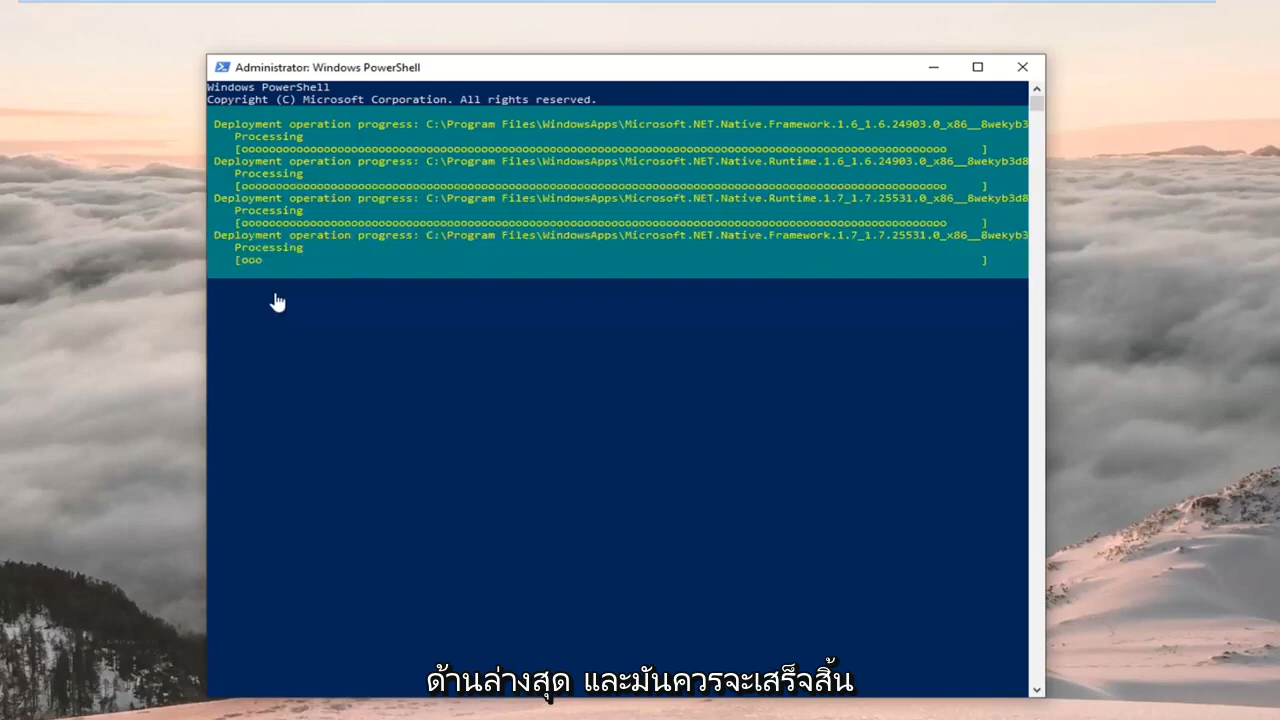 Administrator: Windows PowerShell
Windows PowerShell
Copyright (C) Microsoft Corporation. All rights reserved.
Deployment operation progress: C:\Program Files\WindowsApps\Microsoft.NET.Native.Framework.1.6_1.6.24903.0_x86__8wekyb3
Processing
[oooooooooooooooooooooooooooooooooooooooooooooooooooooooooooooooooooooooooooooooooooooooooooooooooooooo     ]
Deployment operation progress: C:\Program Files\WindowsApps\Microsoft.NET.Native.Runtime.1.6_1.6.24903.0_x86__8wekyb3d8
Processing
[oooooooooooooooooooooooooooooooooooooooooooooooooooooooooooooooooooooooooooooooooooooooooooooooooooooo     ]
Deployment operation progress: C:\Program Files\WindowsApps\Microsoft.NET.Native.Runtime.1.7_1.7.25531.0_x86__8wekyb3d8
Processing
[oooooooooooooooooooooooooooooooooooooooooooooooooooooooooooooooooooooooooooooooooooooooooooooooooooooo     ]
Deployment operation progress: C:\Program Files\WindowsApps\Microsoft.NET.Native.Framework.1.7_1.7.25531.0_x86__8wekyb3
Processing
[ooo     ]
ด้านล่างสุด และมันควรจะเสร็จสิ้น